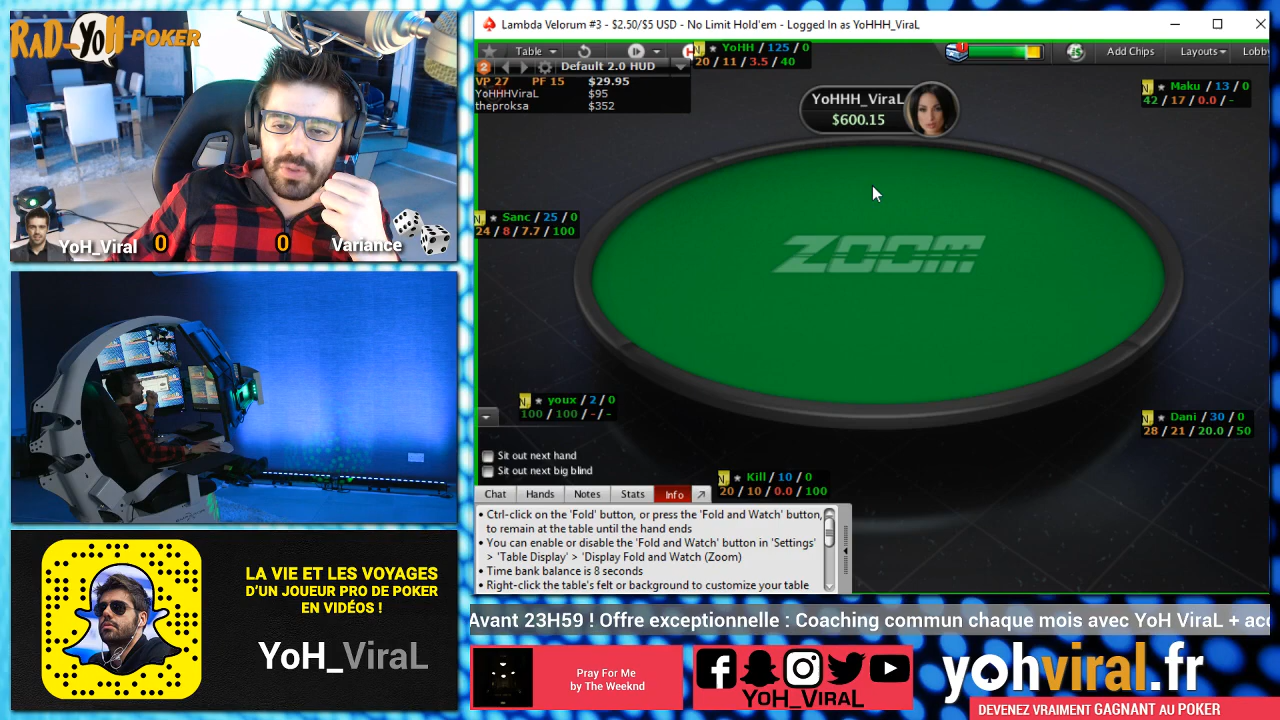 RAD-YoH POKER
YoH_Viral 0 0 Variance
LA VIE ET LES VOYAGES
D'UN JOUEUR PRO DE POKER
EN VIDÉOS !
YoH_ViraL
Lambda Velorum #3 - $2.50/$5 USD - No Limit Hold'em - Logged In as YoHHH_ViraL
Table
Add Chips Layouts Lobb
YoHH / 125 / 0
20 / 11 / 3.5 / 40
2 Default 2.0 HUD
VP 27 PF 15 $29.95
YoHHHViraL $95
theproksa $352
YoHHH_ViraL
$600.15
Maku / 13 / 0
42 / 17 / 0.0 / -
Sanc / 25 / 0
24 / 8 / 7.7 / 100
ZOOM
youx / 2 / 0
100 / 100 / - / -
Dani / 30 / 0
28 / 21 / 20.0 / 50
Sit out next hand
Sit out next big blind
Kill / 10 / 0
20 / 10 / 0.0 / 100
Chat Hands Notes Stats Info
• Ctrl-click on the 'Fold' button, or press the 'Fold and Watch' button,
to remain at the table until the hand ends
• You can enable or disable the 'Fold and Watch' button in 'Settings'
> 'Table Display' > 'Display Fold and Watch (Zoom)
• Time bank balance is 8 seconds
• Right-click the table's felt or background to customize your table
Avant 23H59 ! Offre exceptionnelle : Coaching commun chaque mois avec YoH ViraL + acc
Pray For Me
by The Weeknd
YoH_ViraL
yohviral.fr
DEVENEZ VRAIMENT GAGNANT AU POKER